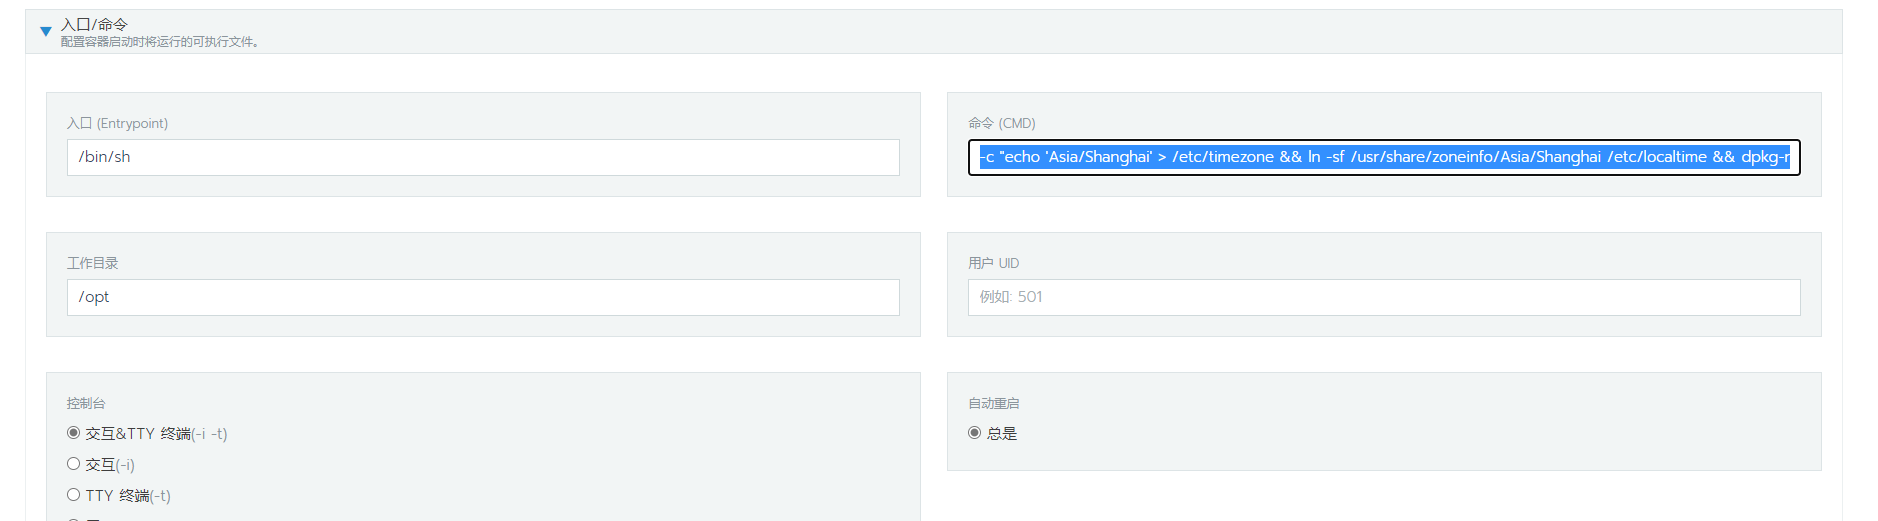 入口/命令
配置容器启动时将运行的可执行文件。
入口 (Entrypoint)
/bin/sh
命令 (CMD)
-c "echo 'Asia/Shanghai' > /etc/timezone && ln -sf /usr/share/zoneinfo/Asia/Shanghai /etc/localtime && dpkg-r
工作目录
/opt
用户 UID
例如: 501
控制台
交互&TTY 终端(-i -t)
交互(-i)
TTY 终端(-t)
自动重启
总是